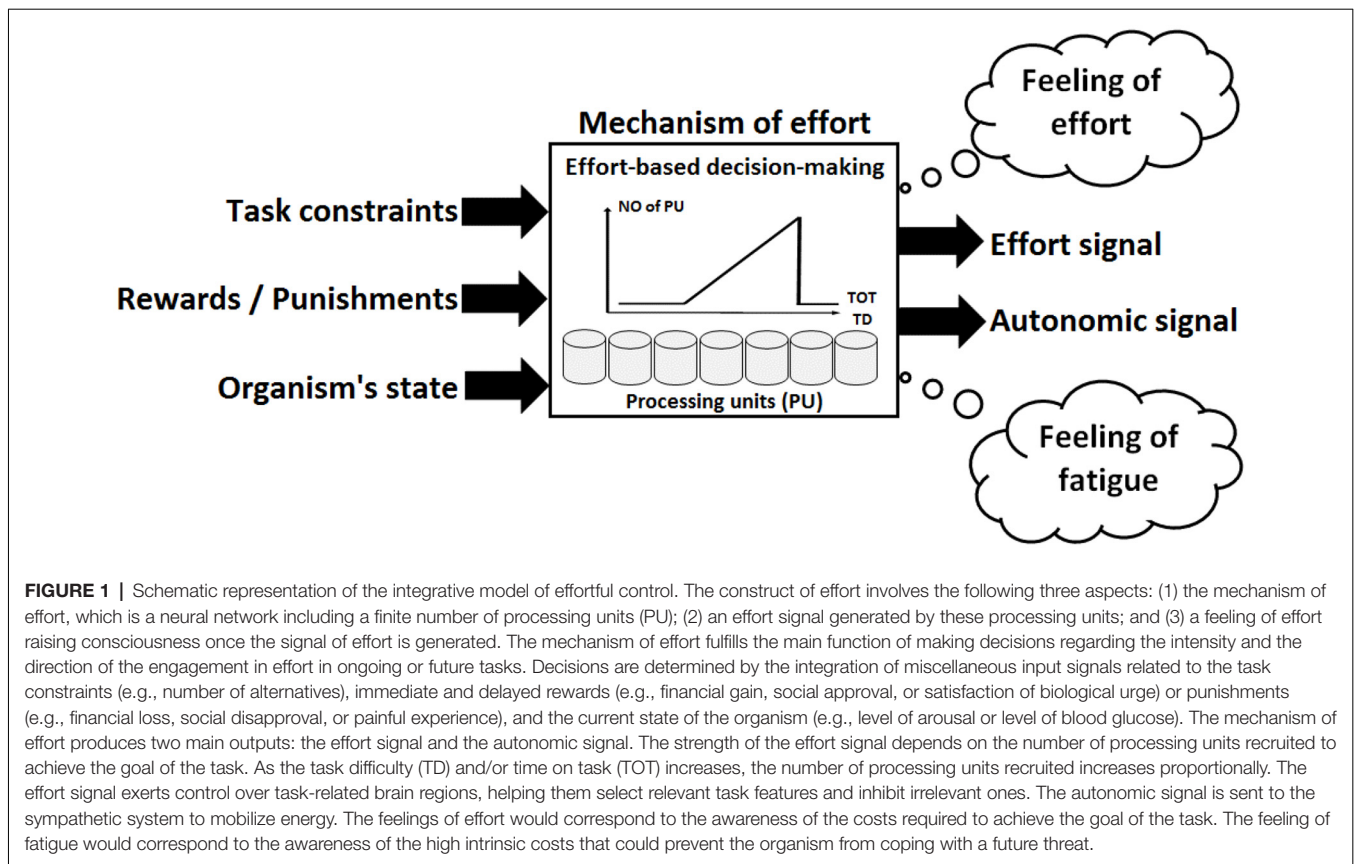 Feeling of
effort
Mechanism of effort
Effort-based decision-making
NO of PU
Task constraints
Effort signal
Rewards / Punishments
TOT
TD
Autonomic signal
Organism's state
Processing units (PU)
Feeling of
fatigue
FIGURE 1 | Schematic representation of the integrative model of effortful control. The construct of effort involves the following three aspects: (1) the mechanism of
effort, which is a neural network including a finite number of processing units (PU); (2) an effort signal generated by these processing units; and (3) a feeling of effort
raising consciousness once the signal of effort is generated. The mechanism of effort fulfills the main function of making decisions regarding the intensity and the
direction of the engagement in effort in ongoing or future tasks. Decisions are determined by the integration of miscellaneous input signals related to the task
constraints (e.g., number of alternatives), immediate and delayed rewards (e.g., financial gain, social approval, or satisfaction of biological urge) or punishments
(e.g., financial loss, social disapproval, or painful experience), and the current state of the organism (e.g., level of arousal or level of blood glucose). The mechanism of
effort produces two main outputs: the effort signal and the autonomic signal. The strength of the effort signal depends on the number of processing units recruited to
achieve the goal of the task. As the task difficulty (TD) and/or time on task (TOT) increases, the number of processing units recruited increases proportionally. The
effort signal exerts control over task-related brain regions, helping them select relevant task features and inhibit irrelevant ones. The autonomic signal is sent to the
sympathetic system to mobilize energy. The feelings of effort would correspond to the awareness of the costs required to achieve the goal of the task. The feeling of
fatigue would correspond to the awareness of the high intrinsic costs that could prevent the organism from coping with a future threat.